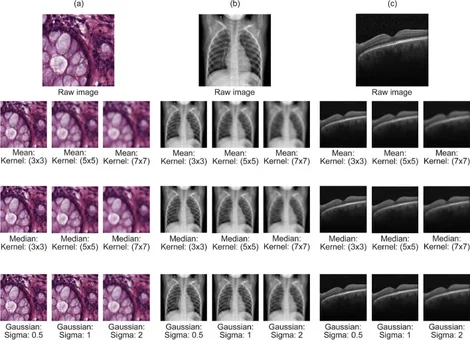 (a) (b) (c)
Raw image Raw image Raw image
Mean: Mean: Mean: Mean: Mean: Mean: Mean: Mean: Mean:
Kernel: (3x3) Kernel: (5x5) Kernel: (7x7) Kernel: (3x3) Kernel: (5x5) Kernel: (7x7) Kernel: (3x3) Kernel: (5x5) Kernel: (7x7)
Median: Median: Median: Median: Median: Median: Median: Median: Median:
Kernel: (3x3) Kernel: (5x5) Kernel: (7x7) Kernel: (3x3) Kernel: (5x5) Kernel: (7x7) Kernel: (3x3) Kernel: (5x5) Kernel: (7x7)
Gaussian: Gaussian: Gaussian: Gaussian: Gaussian: Gaussian: Gaussian: Gaussian: Gaussian:
Sigma: 0.5 Sigma: 1 Sigma: 2 Sigma: 0.5 Sigma: 1 Sigma: 2 Sigma: 0.5 Sigma: 1 Sigma: 2